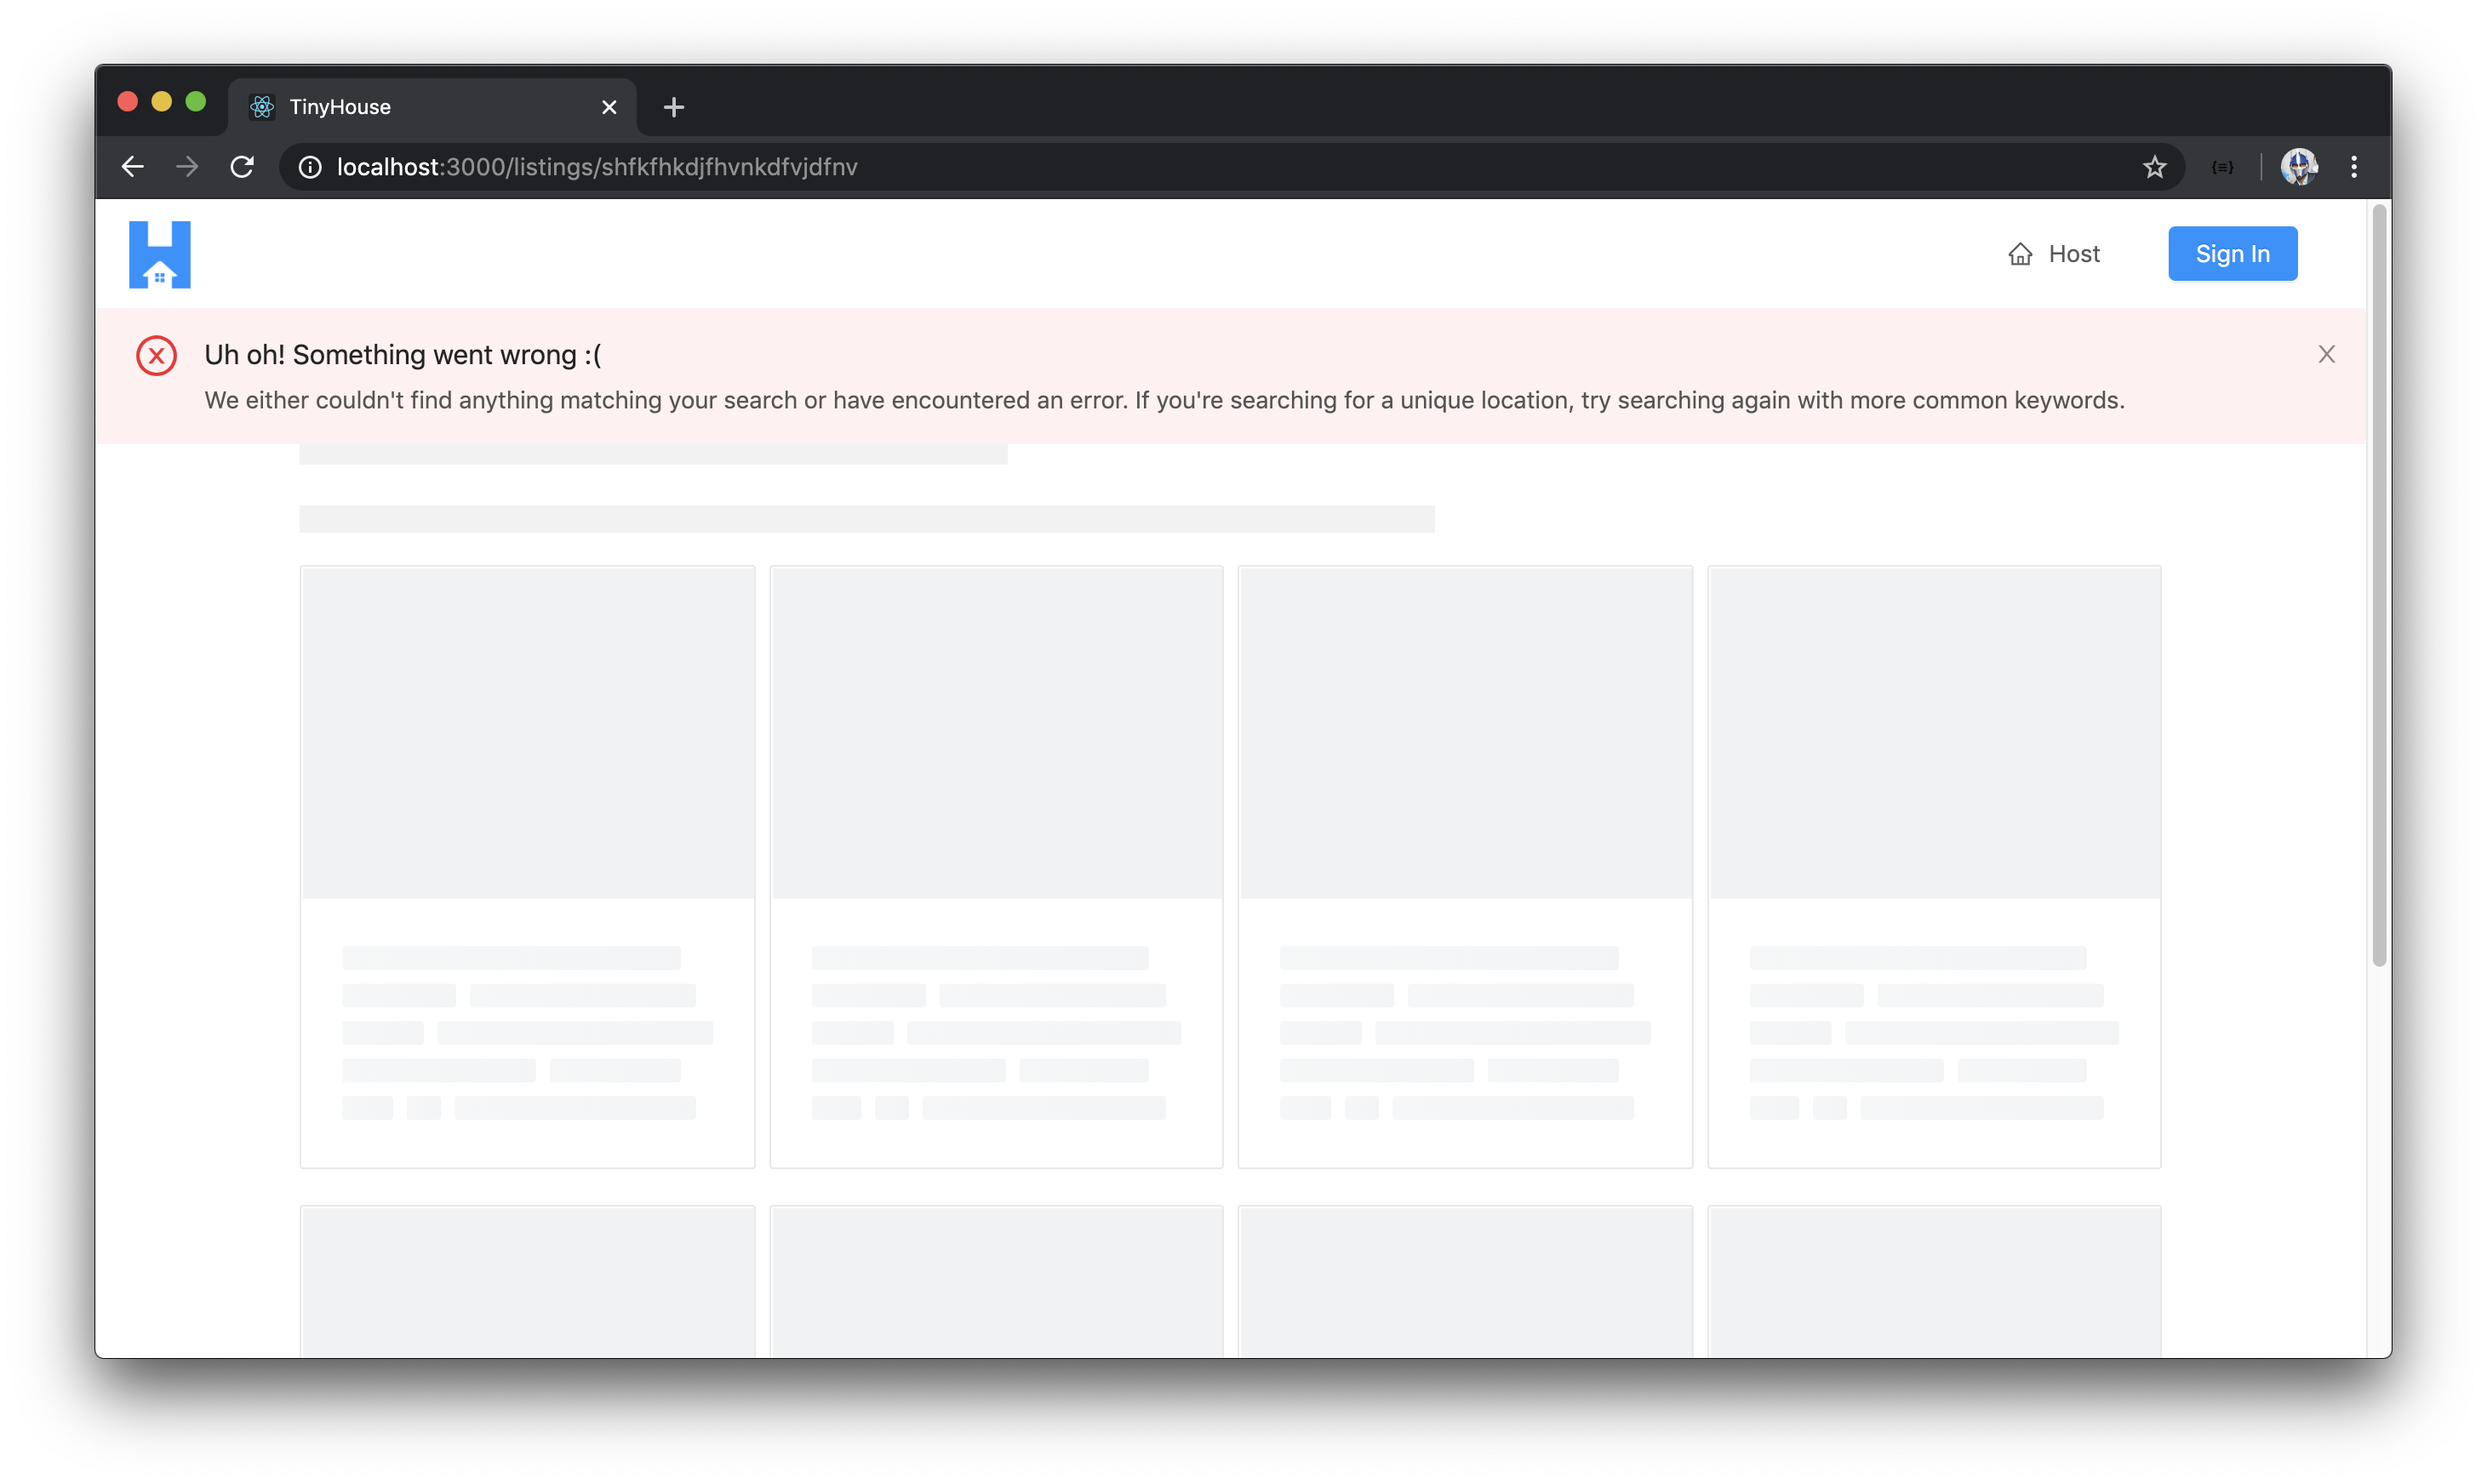 TinyHouse
localhost:3000/listings/shfkfhkdjfhvnkdfvjdfnv
Host
Sign In
Uh oh! Something went wrong :(
We either couldn't find anything matching your search or have encountered an error. If you're searching for a unique location, try searching again with more common keywords.